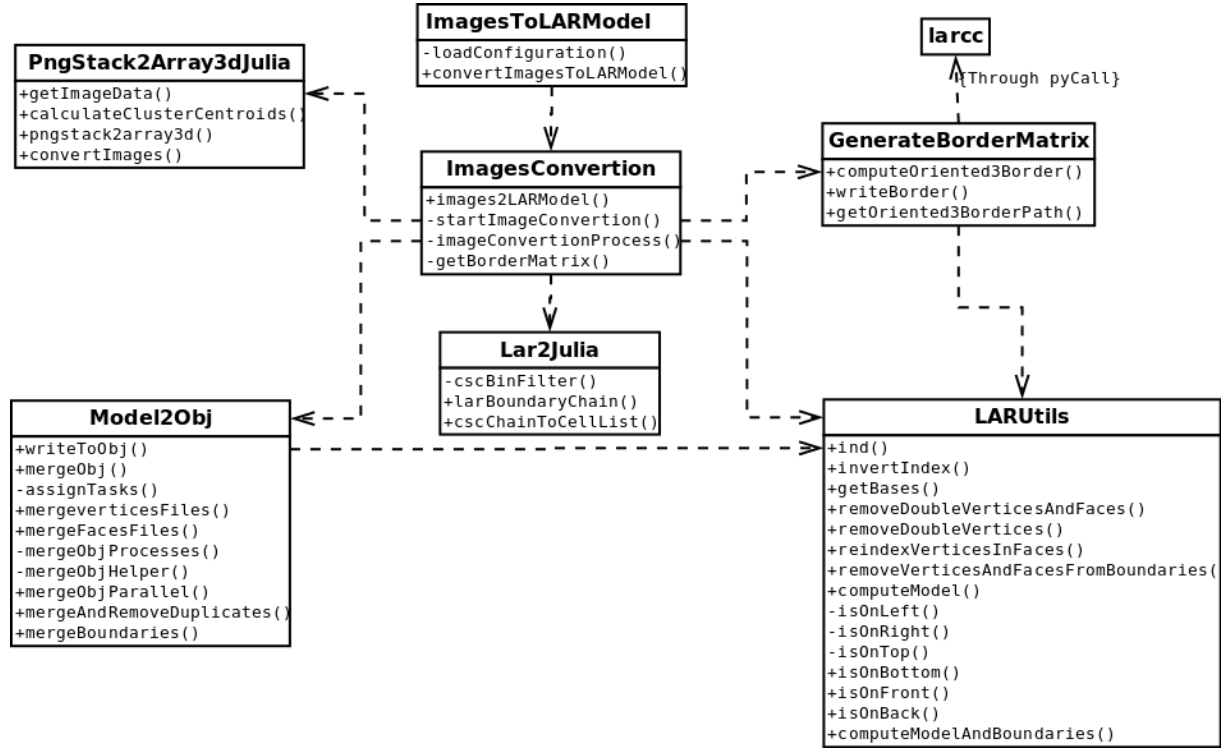 ImagesToLARModel
-loadConfiguration()
+convertImagesToLARModel()
larcc
{Through pyCall}
PngStack2Array3dJulia
+getImageData()
+calculateClusterCentroids()
+pngstack2array3d()
+convertImages()
ImagesConvertion
+images2LARModel()
-startImageConvertion()
-imageConvertionProcess()
-getBorderMatrix()
GenerateBorderMatrix
+computeOriented3Border()
+writeBorder()
+getOriented3BorderPath()
Lar2Julia
-cscBinFilter()
+larBoundaryChain()
+cscChainToCellList()
Model2Obj
+writeToObj()
+mergeObj()
-assignTasks()
+mergeverticesFiles()
+mergeFacesFiles()
-mergeObjProcesses()
-mergeObjHelper()
+mergeObjParallel()
+mergeAndRemoveDuplicates()
+mergeBoundaries()
LARUtils
+ind()
+invertIndex()
+getBases()
+removeDoubleVerticesAndFaces()
+removeDoubleVertices()
+reindexVerticesInFaces()
+removeVerticesAndFacesFromBoundaries(
+computeModel()
-isOnLeft()
-isOnRight()
-isOnTop()
+isOnBottom()
+isOnFront()
+isOnBack()
+computeModelAndBoundaries()